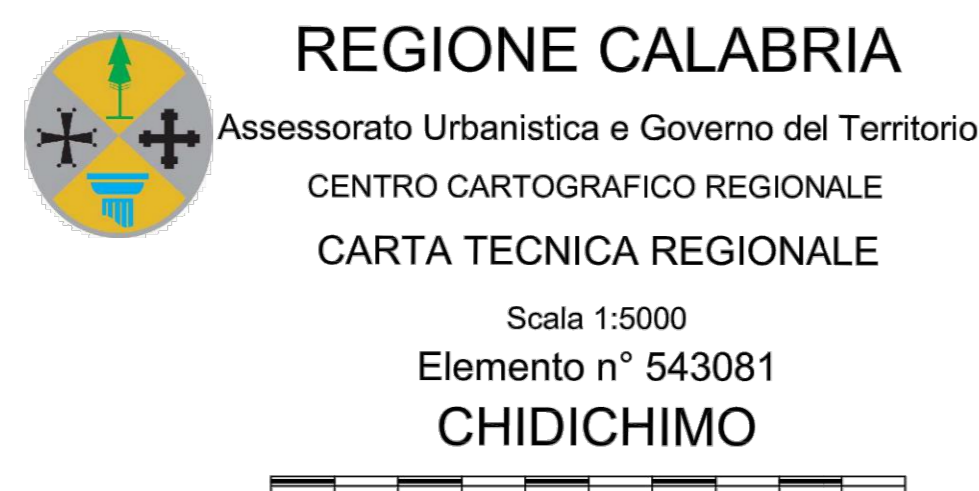 REGIONE CALABRIA
Assessorato Urbanistica e Governo del Territorio
CENTRO CARTOGRAFICO REGIONALE
CARTA TECNICA REGIONALE
Scala 1:5000
Elemento n° 543081
CHIDICHIMO